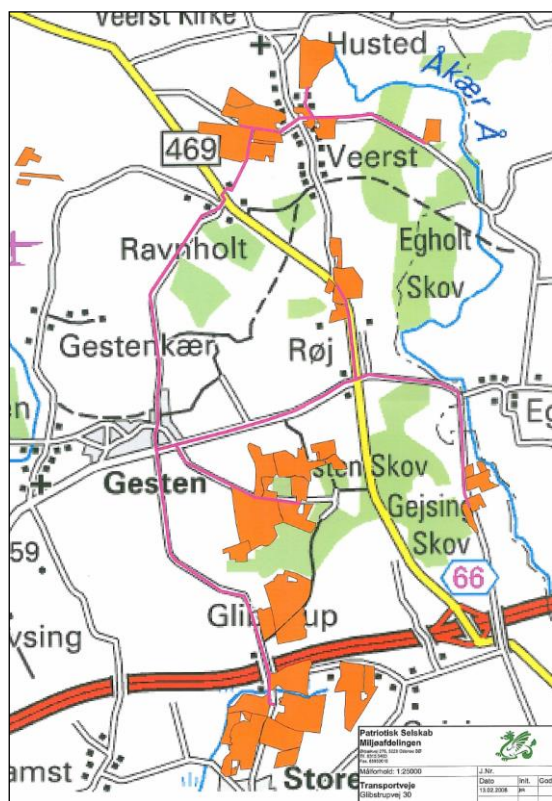 Veerst Kirke
Husted
Åkær Å
469
Veerst
Ravnholt
Egholt
Skov
Gestenkær
Røj
en
Eg
Gesten
sten Skov
Gejsing
Skov
59
66
Glibstrup
vsing
amst
Store
Patriotisk Selskab
Miljøafdelingen
Målforhold: 1:25000
J.Nr.
Transportveje
Glibstrupvej 30
Dato
Init.
God
13.02.2008